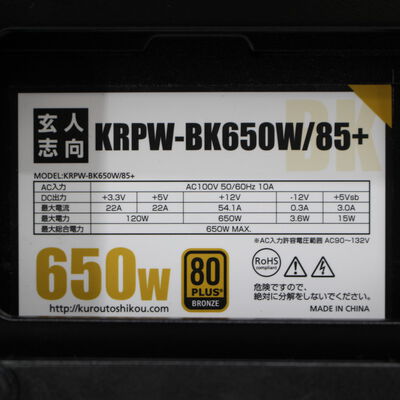 玄人
志向
KRPW-BK650W/85+
BK
MODEL:KRPW-BK650W/85+
AC入力 AC100V 50/60Hz 10A
DC出力 +3.3V +5V +12V -12V +5Vsb
最大電流 22A 22A 54.1A 0.3A 3.0A
最大電力 120W 650W 3.6W 15W
最大総合電力 650W MAX.
※AC入力許容電圧範囲 AC90~132V
650W
80
PLUS
BRONZE
RoHS
compliant
危険ですので、
絶対に分解をしないでください。
http://kuroutoshikou.com/
MADE IN CHINA